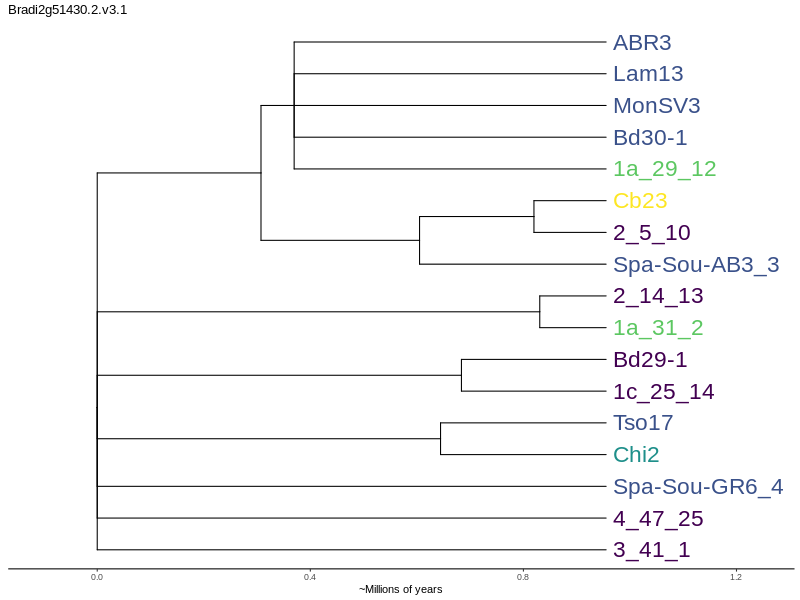 Bradi2g51430.2.v3.1
ABR3
Lam13
MonSV3
Bd30-1
1a_29_12
Cb23
2_5_10
Spa-Sou-AB3_3
2_14_13
1a_31_2
Bd29-1
1c_25_14
Tso17
Chi2
Spa-Sou-GR6_4
4_47_25
3_41_1
0.0 0.4 0.8 1.2
~Millions of years